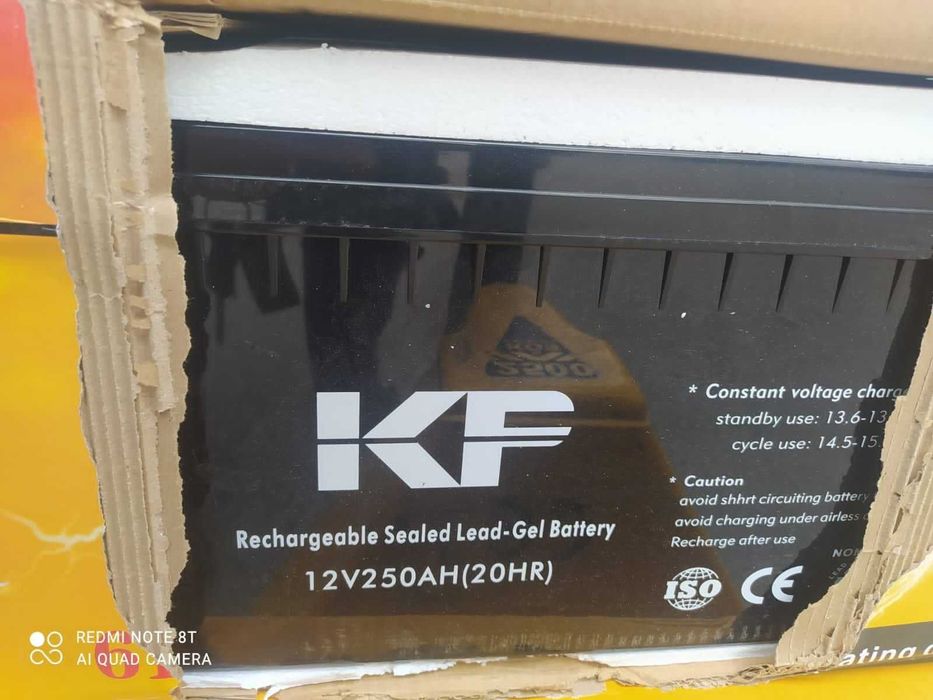 KF
Rechargeable Sealed Lead-Gel Battery
12V250AH(20HR)
* Constant voltage
standby use: 13.6-13
cycle use: 14.5-15.
* Caution
avoid shhrt circuiting battery
avoid charging under airless
Recharge after use
ISO CE
3200
61
REDMI NOTE 8T
AI QUAD CAMERA